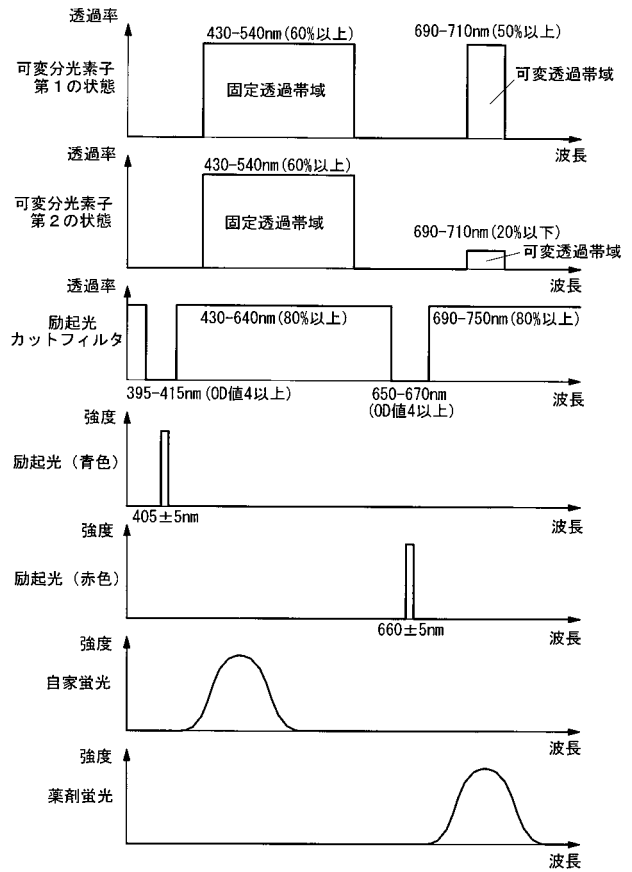 透過率
430-540nm(60%以上)
690-710nm(50%以上)
可変分光素子
第1の状態
固定透過帯域
可変透過帯域
波長
透過率
430-540nm(60%以上)
可変分光素子
第2の状態
固定透過帯域
690-710nm(20%以下)
可変透過帯域
波長
透過率
励起光
カットフィルタ
430-640nm(80%以上)
690-750nm(80%以上)
395-415nm(OD値4以上)
650-670nm
(OD値4以上)
波長
強度
励起光(青色)
405±5nm
波長
強度
励起光(赤色)
660±5nm
波長
強度
自家蛍光
波長
強度
薬剤蛍光
波長